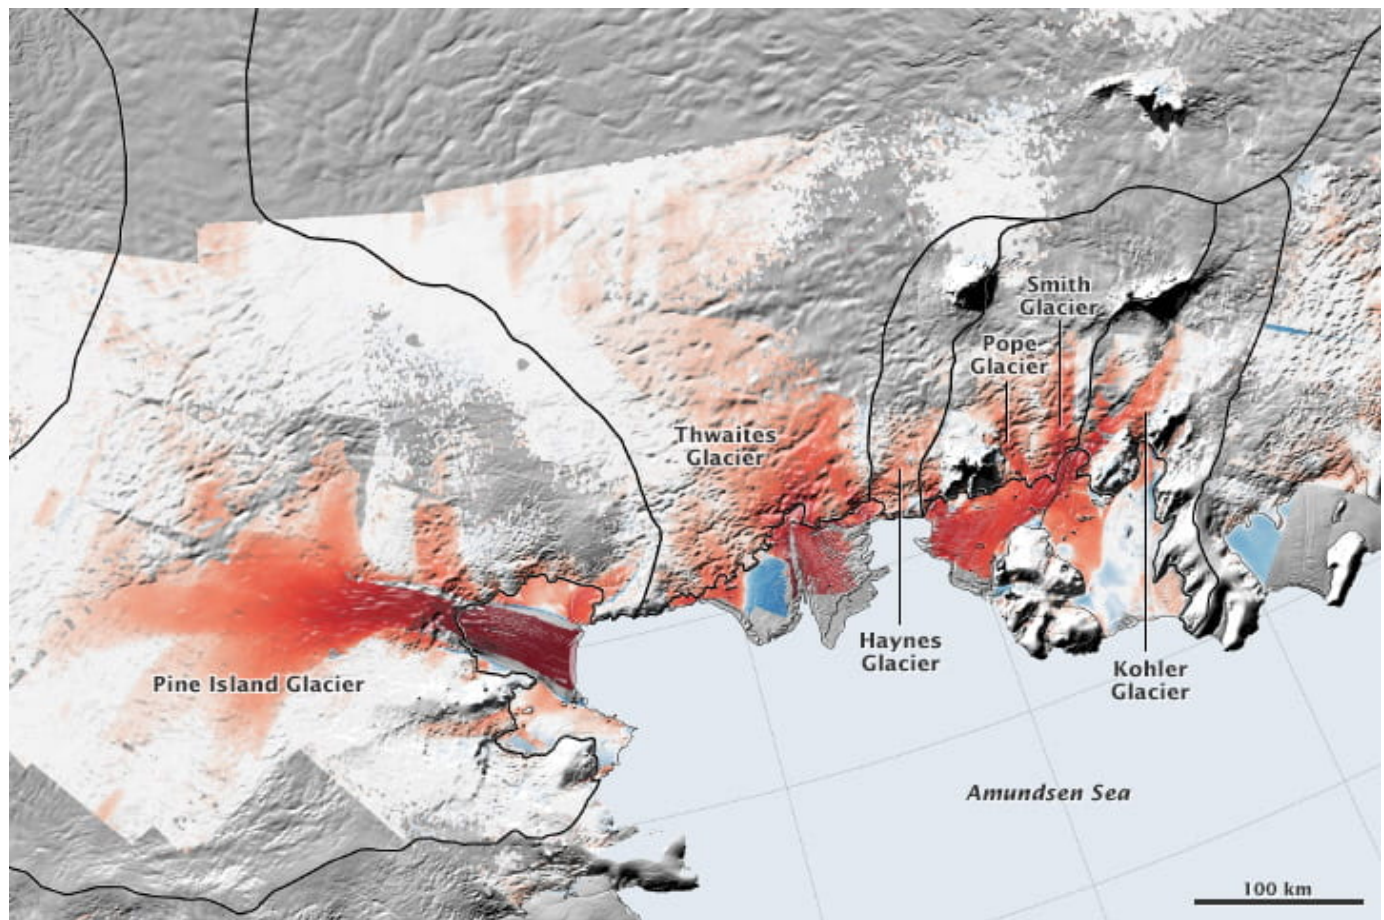 Smith
Glacier
Pope
Glacier
Thwaites
Glacier
Haynes
Glacier
Kohler
Glacier
Pine Island Glacier
Amundsen Sea
100 km